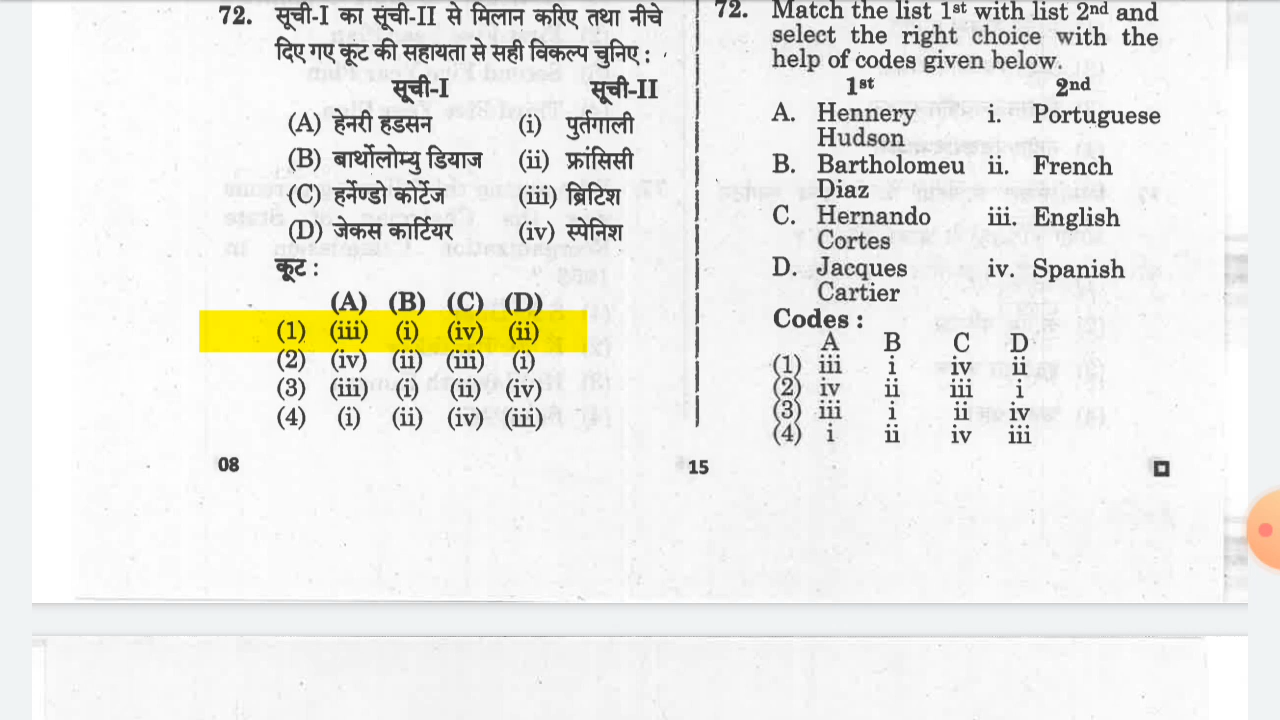 72. सूची-I का सूंची-II से मिलान करिए तथा नीचे
दिए गए कूट की सहायता से सही विकल्प चुनिए :
सूची-I सूची-II
(A) हेनरी हडसन (i) पुर्तगाली
(B) बार्थोलोम्यु डियाज (ii) फ्रांसिसी
(C) हर्नेण्डो कोर्टेज (iii) ब्रिटिश
(D) जेकस कार्टियर (iv) स्पेनिश
कूट :
(A) (B) (C) (D)
(1) (iii) (i) (iv) (ii)
(2) (iv) (ii) (iii) (i)
(3) (iii) (i) (ii) (iv)
(4) (i) (ii) (iv) (iii)
08
72. Match the list 1st with list 2nd and
select the right choice with the
help of codes given below.
1st 2nd
A. Hennery i. Portuguese
Hudson
B. Bartholomeu ii. French
Diaz
C. Hernando iii. English
Cortes
D. Jacques iv. Spanish
Cartier
Codes :
A B C D
(1) iii i iv ii
(2) iv ii iii i
(3) iii i ii iv
(4) i ii iv iii
15